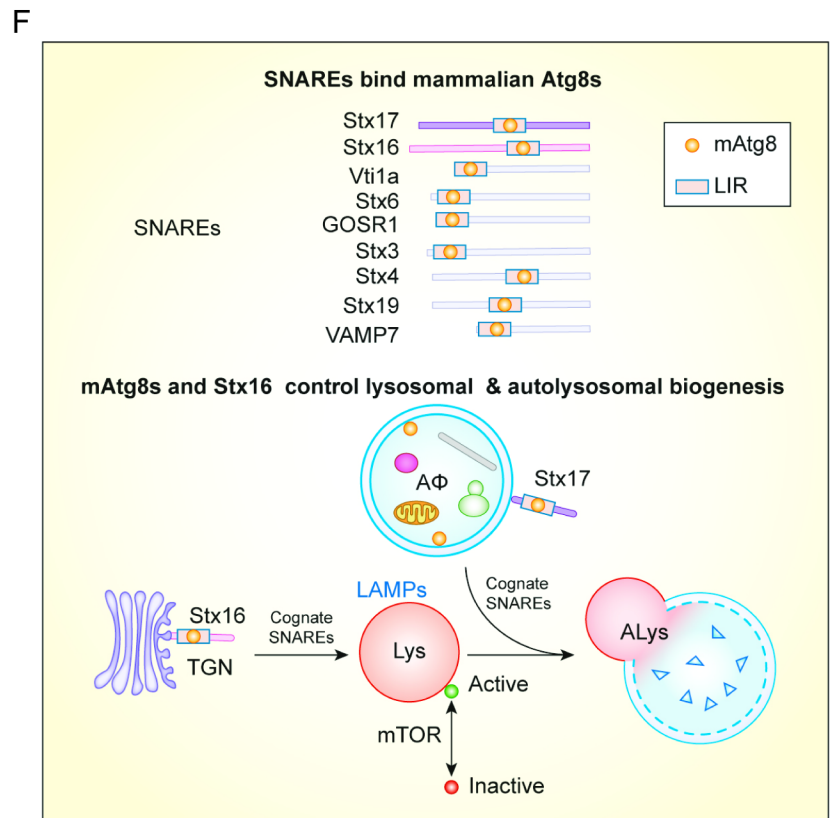 F
SNAREs bind mammalian Atg8s
Stx17
Stx16
Vti1a
Stx6
GOSR1
Stx3
Stx4
Stx19
VAMP7
SNAREs
mAtg8
LIR
mAtg8s and Stx16 control lysosomal & autolysosomal biogenesis
AΦ
Stx17
Stx16
TGN
Cognate
SNAREs
LAMPs
Lys
Cognate
SNAREs
ALys
Active
mTOR
Inactive